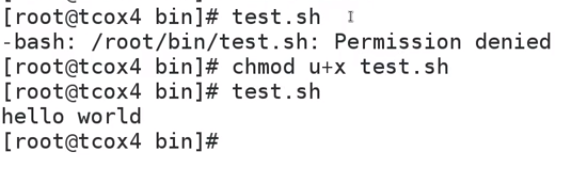 [root@tcox4 bin]# test.sh
-bash: /root/bin/test.sh: Permission denied
[root@tcox4 bin]# chmod u+x test.sh
[root@tcox4 bin]# test.sh
hello world
[root@tcox4 bin]#